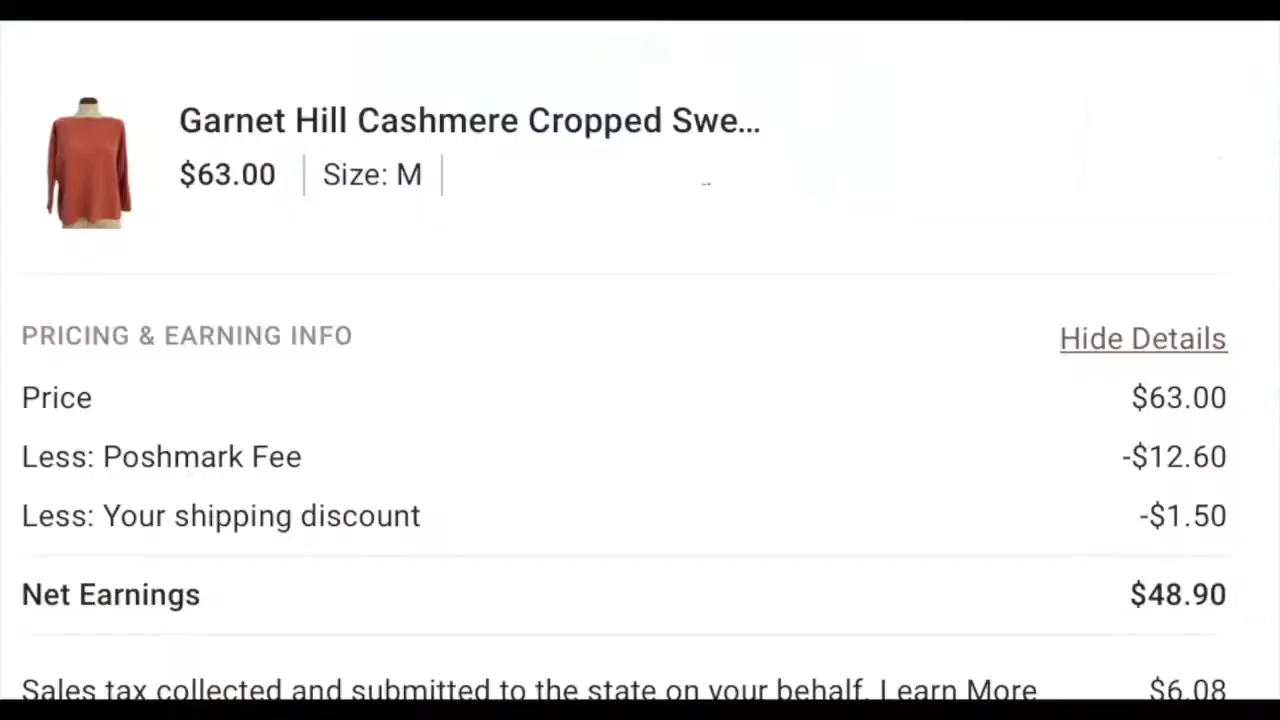 Garnet Hill Cashmere Cropped Swe...
$63.00 Size: M
PRICING & EARNING INFO Hide Details
Price $63.00
Less: Poshmark Fee -$12.60
Less: Your shipping discount -$1.50
Net Earnings $48.90
Sales tax collected and submitted to the state on your behalf. Learn More $6.08